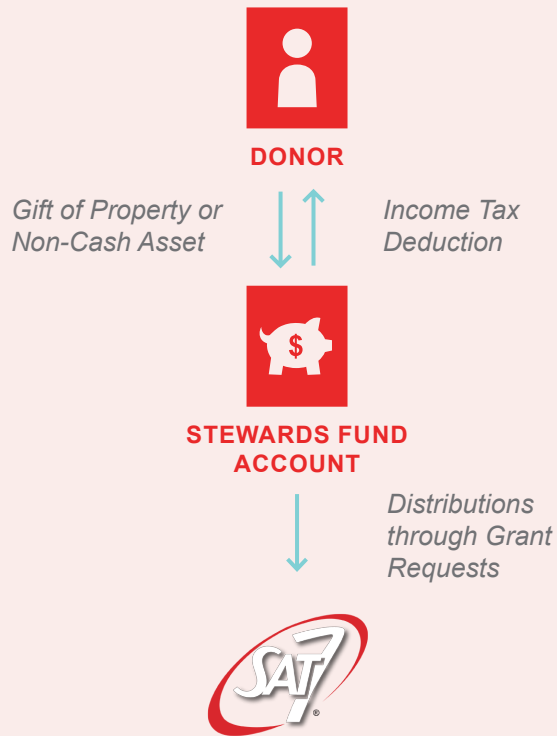 DONOR
Gift of Property or
Non-Cash Asset
Income Tax
Deduction
$
STEWARDS FUND
ACCOUNT
Distributions
through Grant
Requests
SAT7®